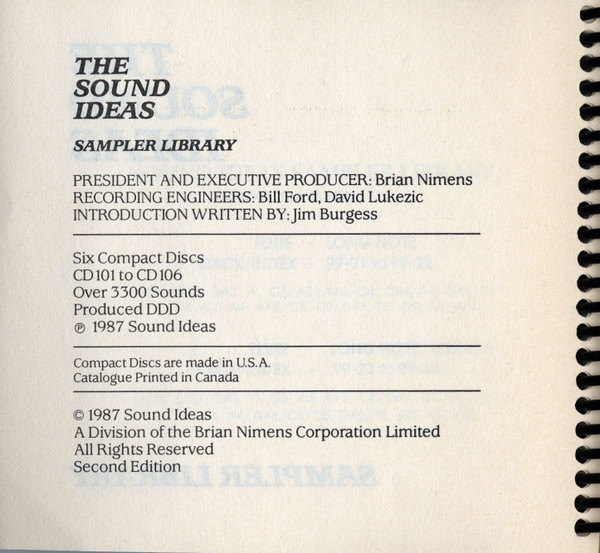 THE
SOUND
IDEAS
SAMPLER LIBRARY
PRESIDENT AND EXECUTIVE PRODUCER: Brian Nimens
RECORDING ENGINEERS: Bill Ford, David Lukezic
INTRODUCTION WRITTEN BY: Jim Burgess
Six Compact Discs
CD 101 to CD 106
Over 3300 Sounds
Produced DDD
℗ 1987 Sound Ideas
Compact Discs are made in U.S.A.
Catalogue Printed in Canada
© 1987 Sound Ideas
A Division of the Brian Nimens Corporation Limited
All Rights Reserved
Second Edition